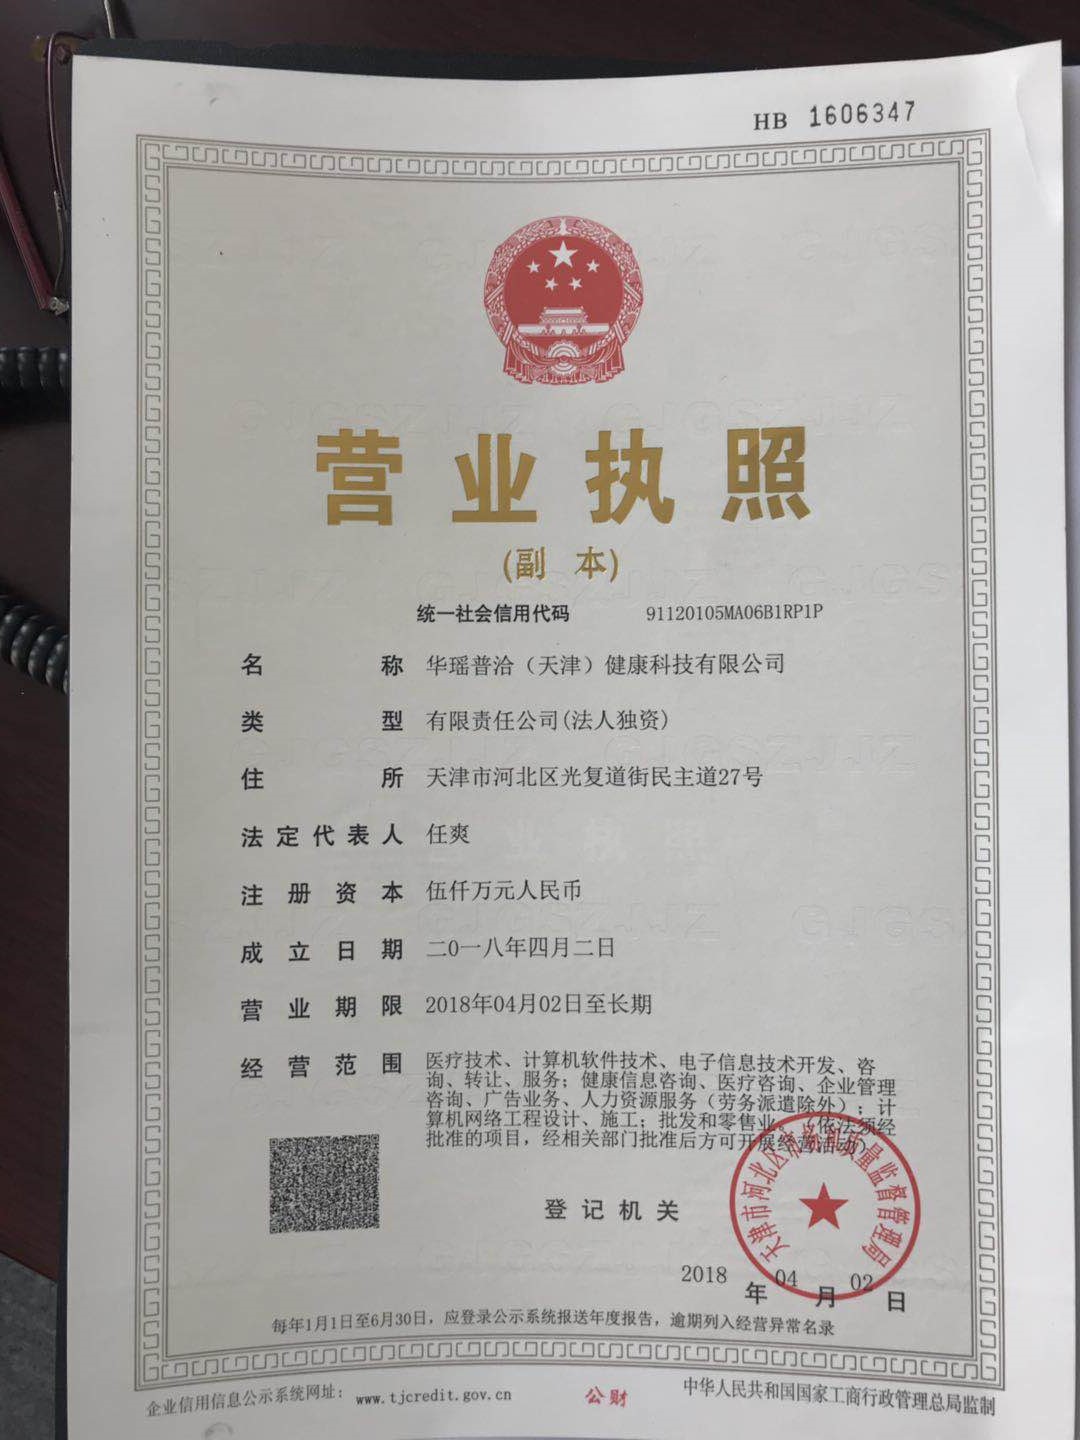 HB 1606347
营业执照
(副 本)
统一社会信用代码 91120105MA06B1RP1P
名 称 华瑶普洽（天津）健康科技有限公司
类 型 有限责任公司(法人独资)
住 所 天津市河北区光复道街民主道27号
法定代表人 任爽
注册资本 伍仟万元人民币
成立日期 二0一八年四月二日
营业期限 2018年04月02日至长期
经营范围 医疗技术、计算机软件技术、电子信息技术开发、咨
询、转让、服务；健康信息咨询、医疗咨询、企业管理
咨询、广告业务、人力资源服务（劳务派遣除外）；计
算机网络工程设计、施工；批发和零售业。（依法须经
批准的项目，经相关部门批准后方可开展经营活动）
登记机关
天津市河北区市场和质量监督管理局
2018年04月02日
每年1月1日至6月30日，应登录公示系统报送年度报告，逾期列入经营异常名录
企业信用信息公示系统网址： www.tjcredit.gov.cn 公财 中华人民共和国国家工商行政管理总局监制